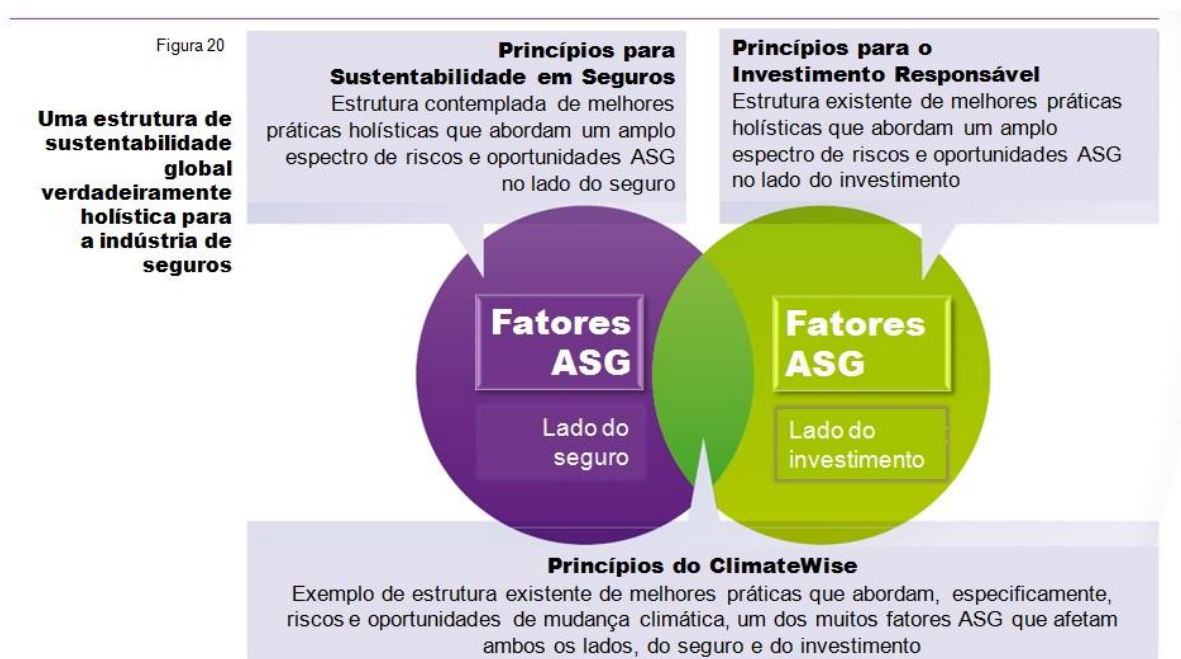 Figura 20
Uma estrutura de
sustentabilidade
global
verdadeiramente
holística para
a indústria de
seguros
Princípios para
Sustentabilidade em Seguros
Estrutura contemplada de melhores
práticas holísticas que abordam um amplo
espectro de riscos e oportunidades ASG
no lado do seguro
Princípios para o
Investimento Responsável
Estrutura existente de melhores práticas
holísticas que abordam um amplo
espectro de riscos e oportunidades ASG
no lado do investimento
Fatores
ASG
Lado do
seguro
Fatores
ASG
Lado do
investimento
Princípios do ClimateWise
Exemplo de estrutura existente de melhores práticas que abordam, especificamente,
riscos e oportunidades de mudança climática, um dos muitos fatores ASG que afetam
ambos os lados, do seguro e do investimento